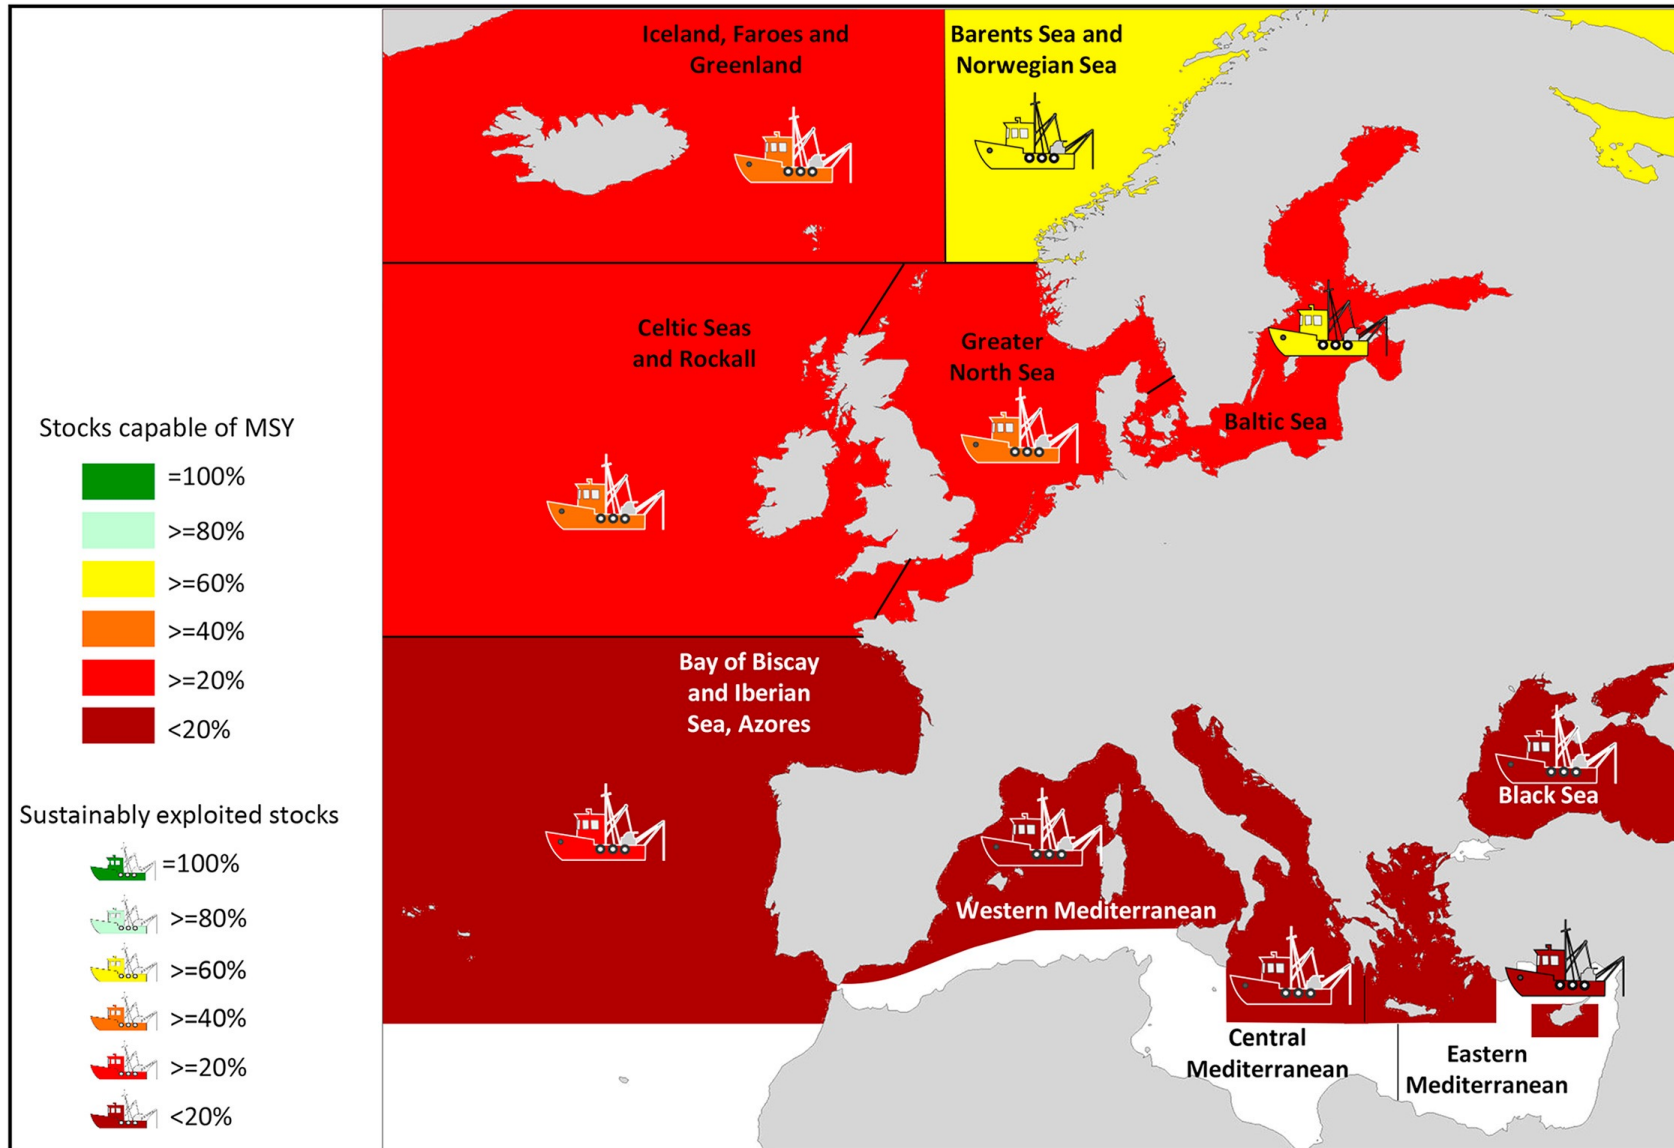 Iceland, Faroes and
Greenland
Barents Sea and
Norwegian Sea
Celtic Seas
and Rockall
Greater
North Sea
Baltic Sea
Stocks capable of MSY
=100%
>=80%
>=60%
>=40%
>=20%
<20%
Bay of Biscay
and Iberian
Sea, Azores
Black Sea
Western Mediterranean
Central
Mediterranean
Eastern
Mediterranean
Sustainably exploited stocks
=100%
>=80%
>=60%
>=40%
>=20%
<20%